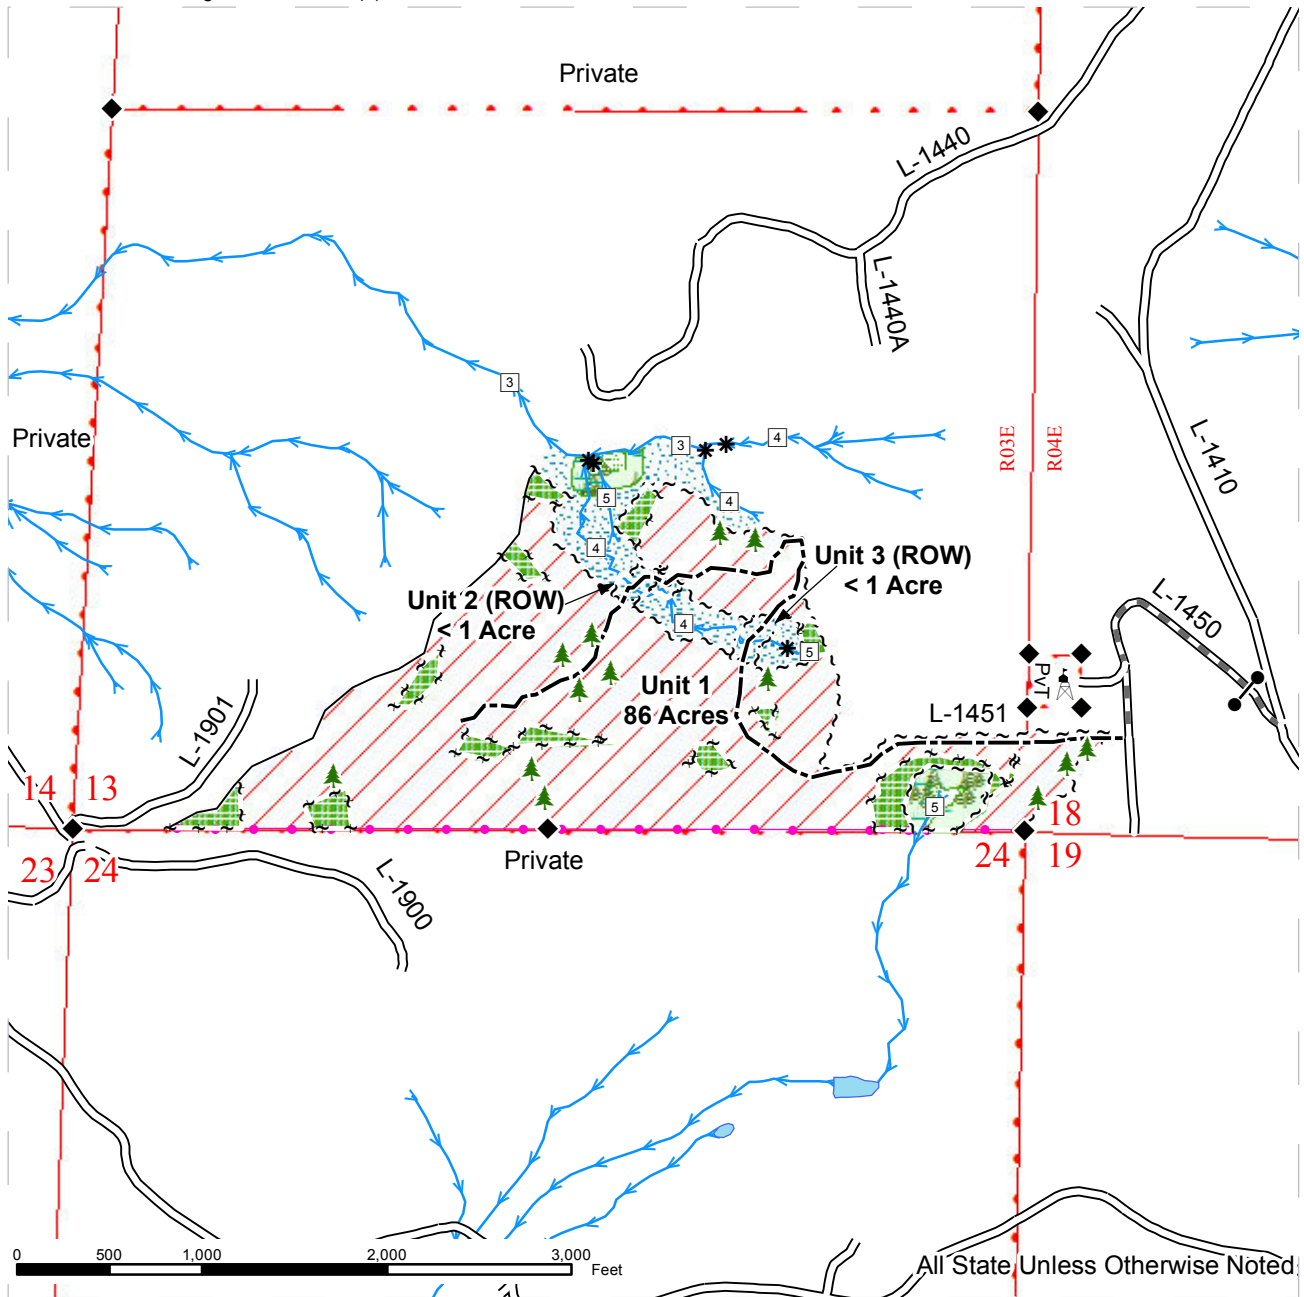 Private
L-1440
L-1440A
3
Private
R03E
R04E
3
4
L-1410
5
4
4
Unit 3 (ROW)
< 1 Acre
Unit 2 (ROW)
< 1 Acre
L-1450
4
5
PVT
Unit 1
86 Acres
L-1451
L-1901
14
13
5
18
Private
23
24
24
19
L-1900
0
500
1,000
2,000
3,000
Feet
All State Unless Otherwise Noted